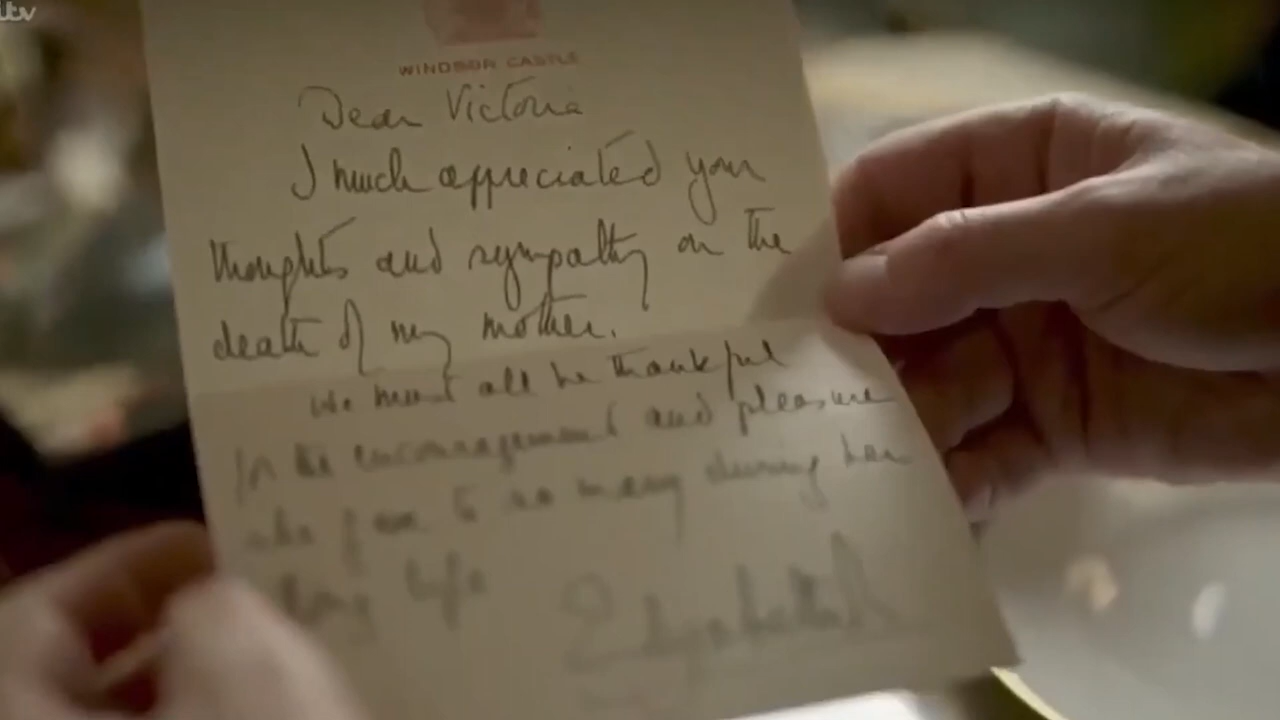 itv
WINDSOR CASTLE
Dear Victoria
I much appreciated your
thoughts and sympathy on the
death of my mother.
We must all be thankful
for the encouragement and pleasure
she gave to so many during her
long life
Elizabeth R